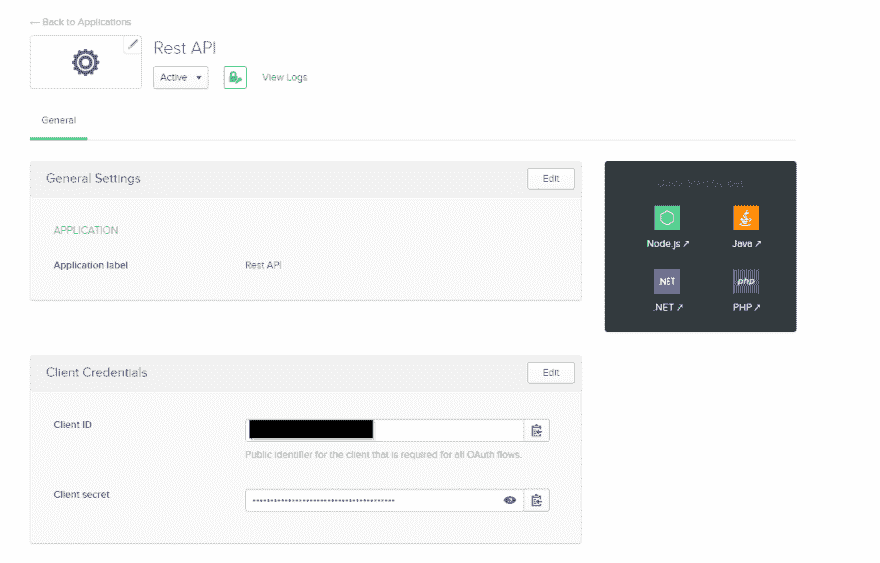 ← Back to Applications
Rest API
Active
View Logs
General
General Settings
Edit
APPLICATION
Application label
Rest API
Node.js ↗
Java ↗
.NET
php
.NET ↗
PHP ↗
Client Credentials
Edit
Client ID
Public identifier for the client that is required for all OAuth flows.
Client secret